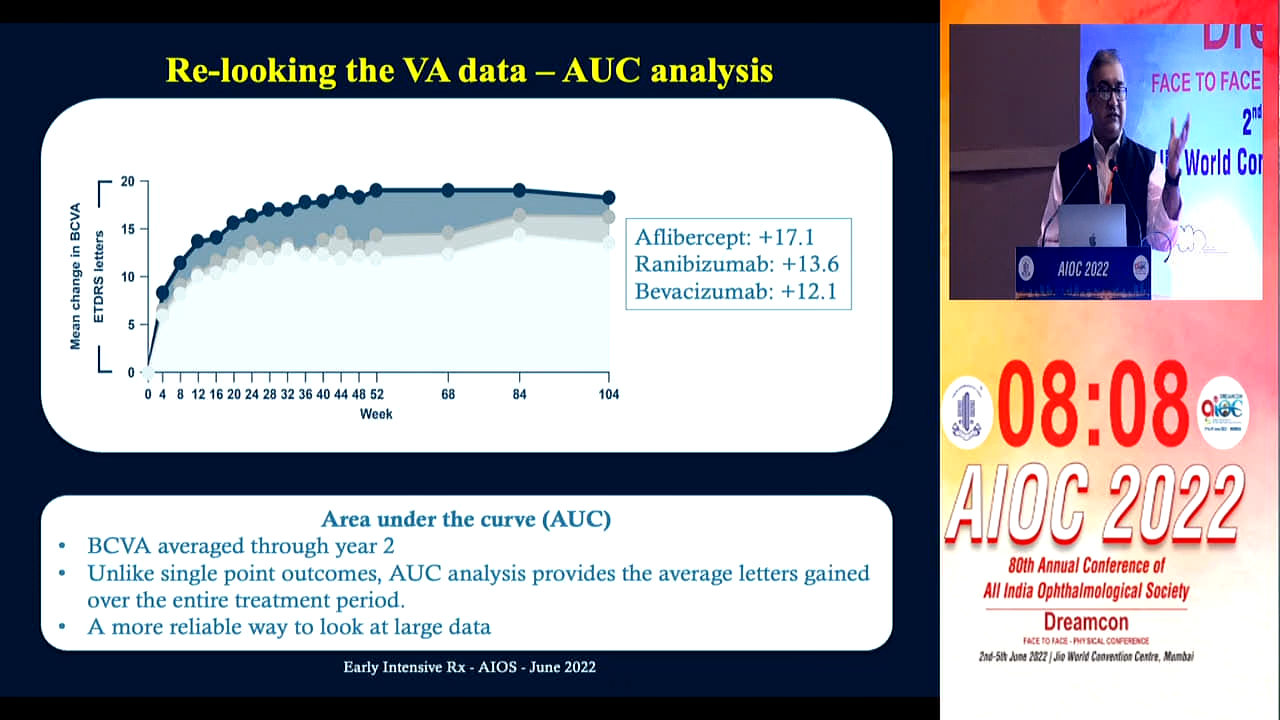 Re-looking the VA data – AUC analysis
Mean change in BCVA
ETDRS letters
20
15
10
5
0
0 4 8 12 16 20 24 28 32 36 40 44 48 52 68 84 104
Week
Aflibercept: +17.1
Ranibizumab: +13.6
Bevacizumab: +12.1
Area under the curve (AUC)
• BCVA averaged through year 2
• Unlike single point outcomes, AUC analysis provides the average letters gained
over the entire treatment period.
• A more reliable way to look at large data
Early Intensive Rx - AIOS - June 2022
Dre
FACE TO FACE
2nd
World Con
AIOC 2022
08:08
AIOC 2022
80th Annual Conference of
All India Ophthalmological Society
Dreamcon
FACE TO FACE - PHYSICAL CONFERENCE
2nd-5th June 2022 | Jio World Convention Centre, Mumbai